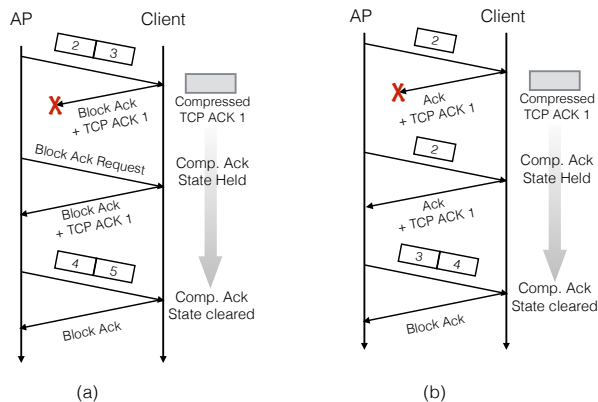 AP
Client
2 3
Block Ack
+ TCP ACK 1
Compressed
TCP ACK 1
Block Ack Request
Comp. Ack
State Held
Block Ack
+ TCP ACK 1
4 5
Comp. Ack
State cleared
Block Ack
(a)
AP
Client
2
Ack
+ TCP ACK 1
Compressed
TCP ACK 1
2
Comp. Ack
State Held
Ack
+ TCP ACK 1
3 4
Comp. Ack
State cleared
Block Ack
(b)